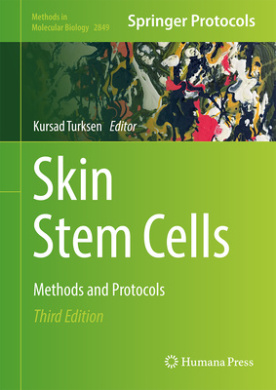 Methods in
Molecular Biology 2849
Springer Protocols
Kursad Turksen Editor
Skin
Stem Cells
Methods and Protocols
Third Edition
Humana Press